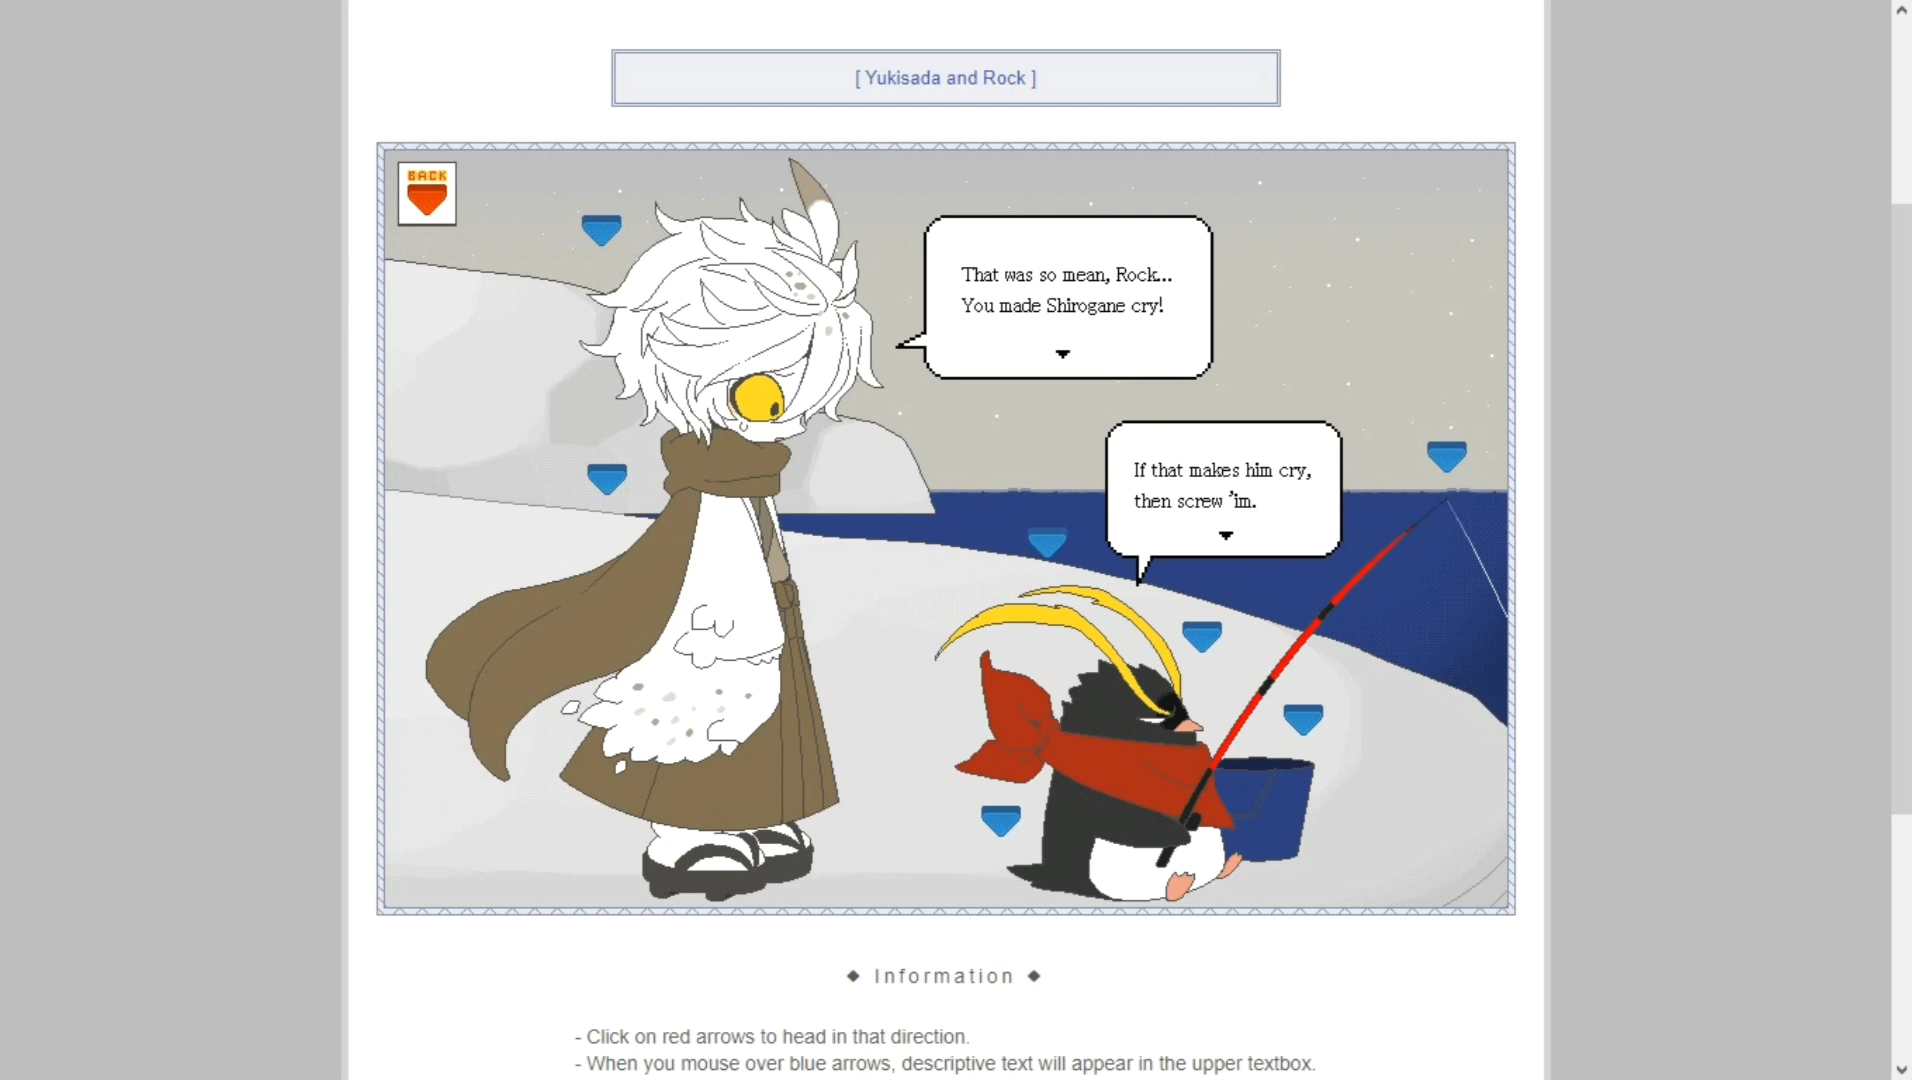 [ Yukisada and Rock ]
BACK
That was so mean, Rock...
You made Shirogane cry!
If that makes him cry,
then screw 'im.
◆ Information ◆
- Click on red arrows to head in that direction.
- When you mouse over blue arrows, descriptive text will appear in the upper textbox.